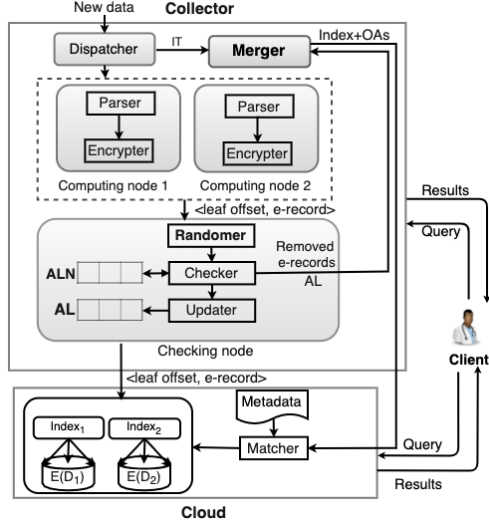 New data
Collector
Dispatcher
IT
Merger
Index+OAs
Parser
Encrypter
Computing node 1
Parser
Encrypter
Computing node 2
<leaf offset, e-record>
Results
Query
Randomer
Removed
e-records
AL
ALN
Checker
AL
Updater
Checking node
Client
<leaf offset, e-record>
Metadata
Index1
Index2
Matcher
Query
E(D1)
E(D2)
Results
Cloud